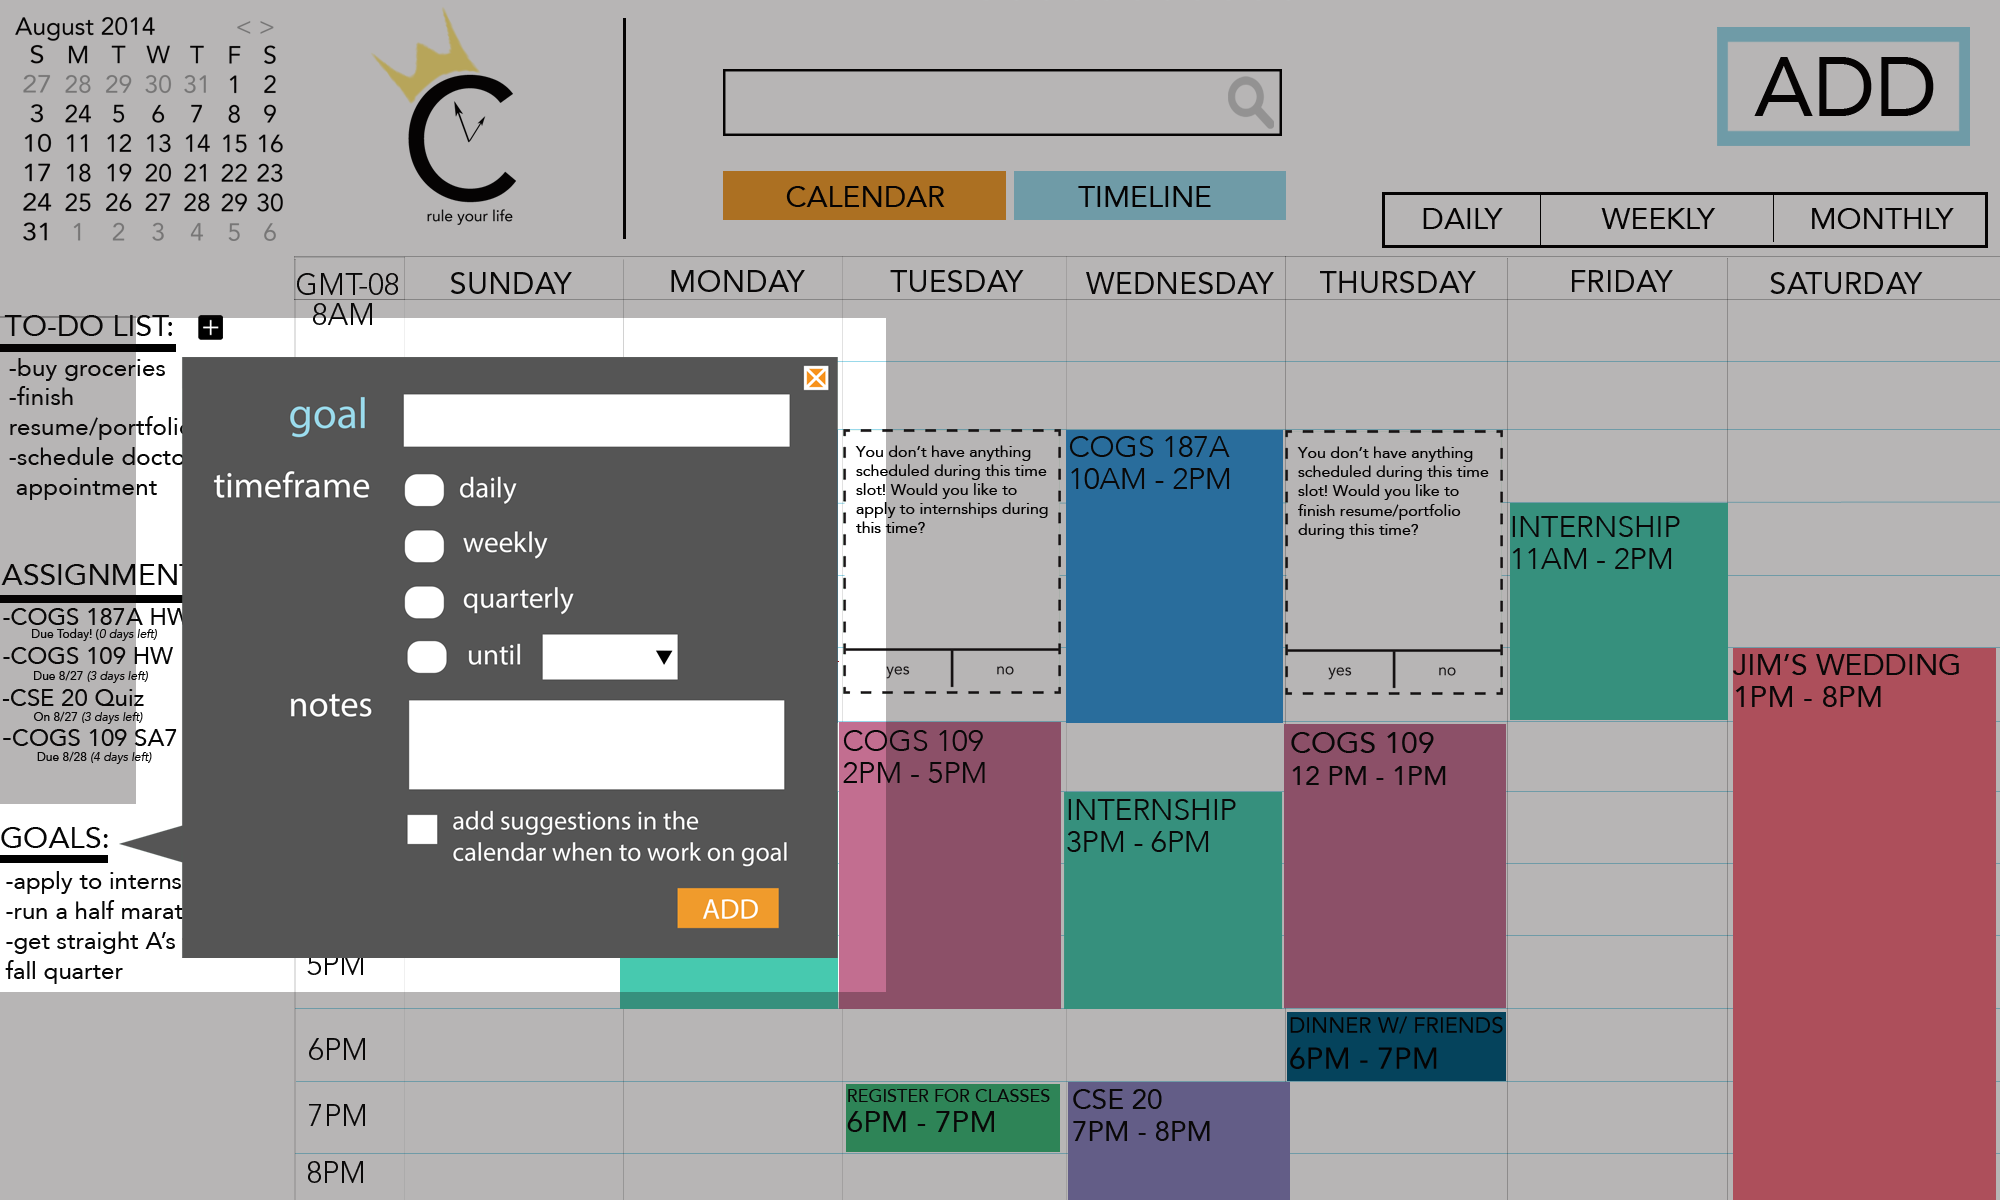 August 2014 < >
S M T W T F S
27 28 29 30 31 1 2
3 24 5 6 7 8 9
10 11 12 13 14 15 16
17 18 19 20 21 22 23
24 25 26 27 28 29 30
31 1 2 3 4 5 6
C
rule your life
ADD
CALENDAR
TIMELINE
DAILY
WEEKLY
MONTHLY
GMT-08
SUNDAY
MONDAY
TUESDAY
WEDNESDAY
THURSDAY
FRIDAY
SATURDAY
8AM
TO-DO LIST:
-buy groceries
-finish
resume/portfolio
-schedule docto
appointment
ASSIGNMENT
-COGS 187A HW
Due Today! (0 days left)
-COGS 109 HW
Due 8/27 (3 days left)
-CSE 20 Quiz
On 8/27 (3 days left)
-COGS 109 SA7
Due 8/28 (4 days left)
GOALS:
-apply to interns
-run a half marat
-get straight A's
fall quarter
goal
timeframe
daily
weekly
quarterly
until
notes
add suggestions in the
calendar when to work on goal
ADD
5PM
6PM
7PM
8PM
You don't have anything
scheduled during this time
slot! Would you like to
apply to internships during
this time?
yes
no
COGS 109
2PM - 5PM
REGISTER FOR CLASSES
6PM - 7PM
COGS 187A
10AM - 2PM
INTERNSHIP
3PM - 6PM
CSE 20
7PM - 8PM
You don't have anything
scheduled during this time
slot! Would you like to
finish resume/portfolio
during this time?
yes
no
COGS 109
12 PM - 1PM
DINNER W/ FRIENDS
6PM - 7PM
INTERNSHIP
11AM - 2PM
JIM'S WEDDING
1PM - 8PM